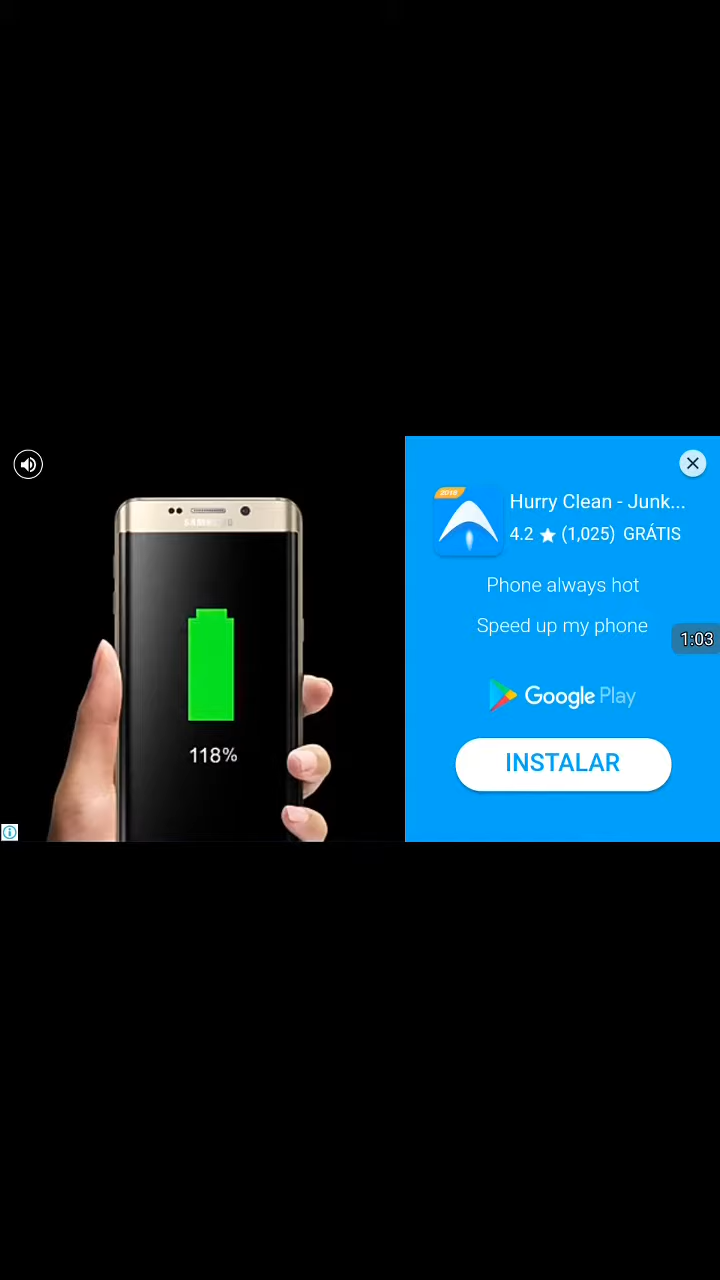 SAMSUNG
118%
2018
Hurry Clean - Junk...
4.2 ★ (1,025) GRÁTIS
Phone always hot
Speed up my phone
1:03
Google Play
INSTALAR